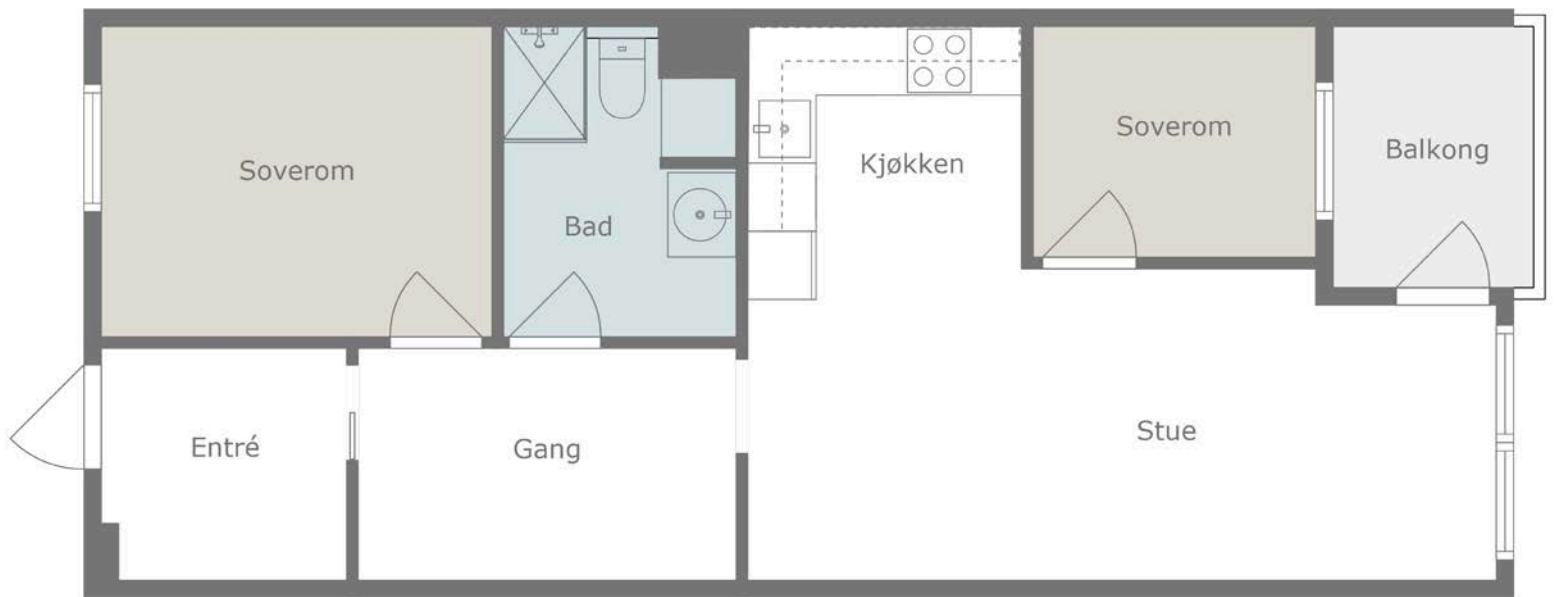 Soverom
Bad
Kjøkken
Soverom
Balkong
Entré
Gang
Stue